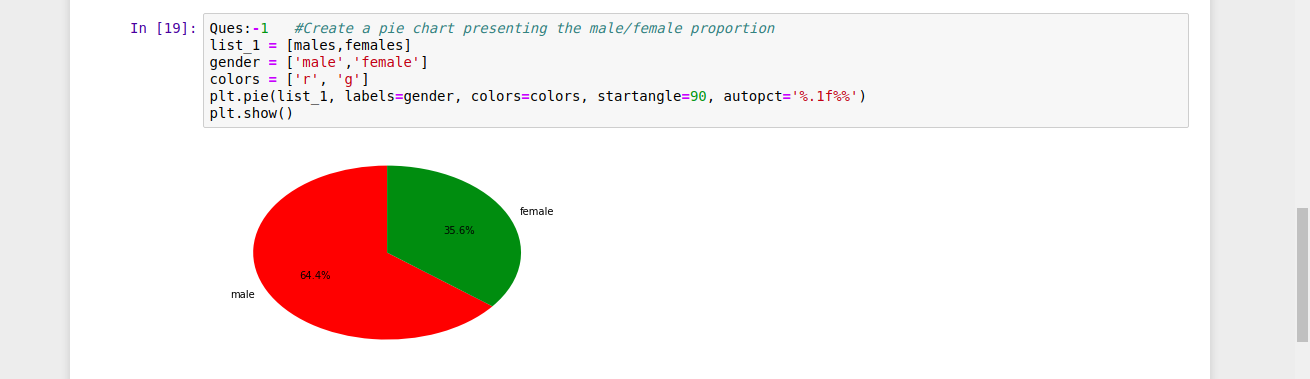 In [19]: Ques:-1   #Create a pie chart presenting the male/female proportion
list_1 = [males,females]
gender = ['male','female']
colors = ['r', 'g']
plt.pie(list_1, labels=gender, colors=colors, startangle=90, autopct='%.1f%%')
plt.show()
female
35.6%
64.4%
male